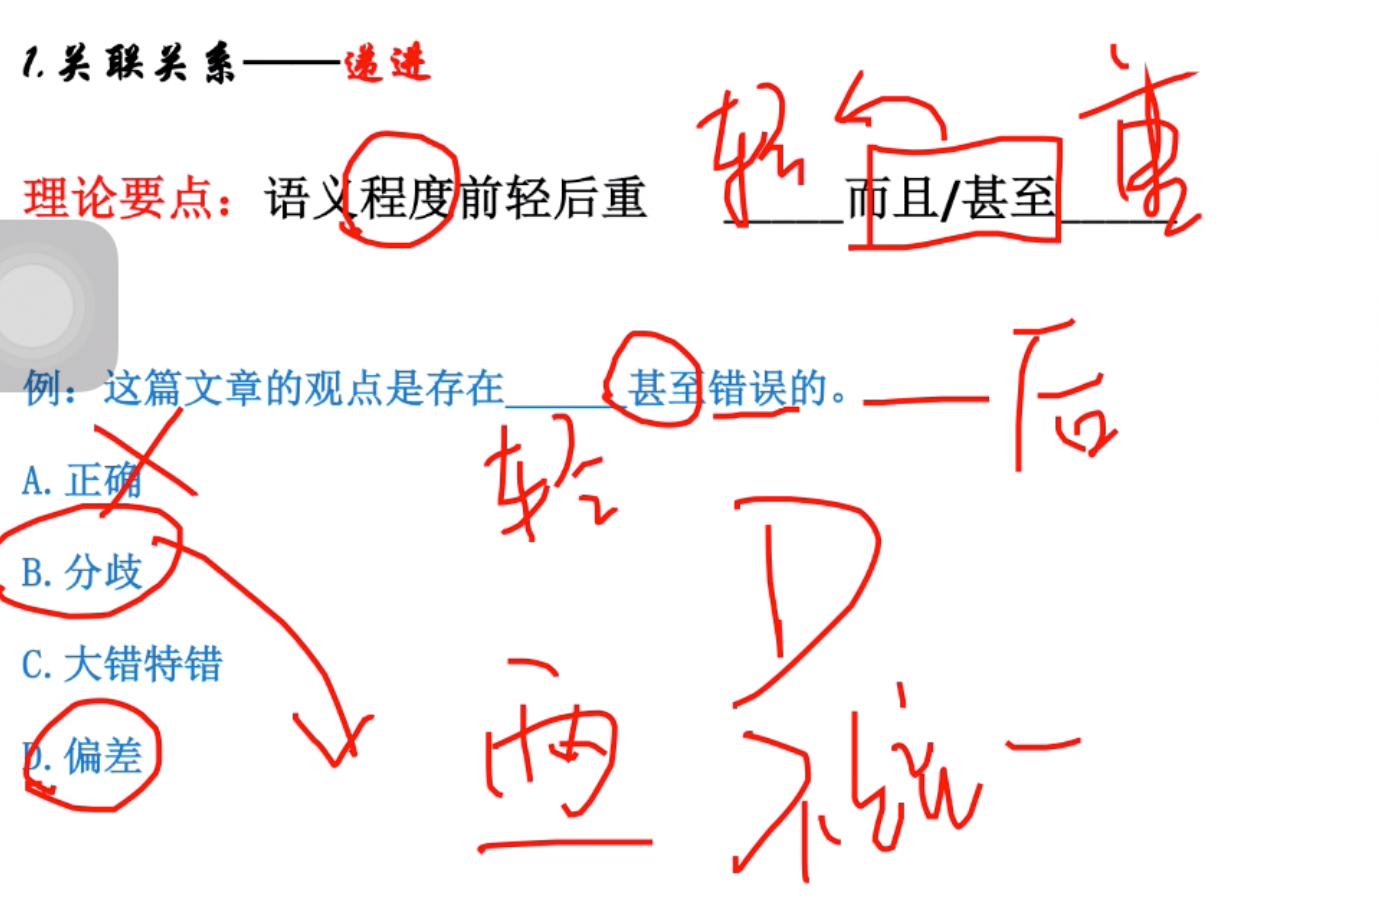 1.关联关系——递进
轻 重
理论要点：语义程度前轻后重 _____而且/甚至_____
例：这篇文章的观点是存在______甚至错误的。 — 后
轻
A.正确
B.分歧
D
C.大错特错
D.偏差
两 不统一